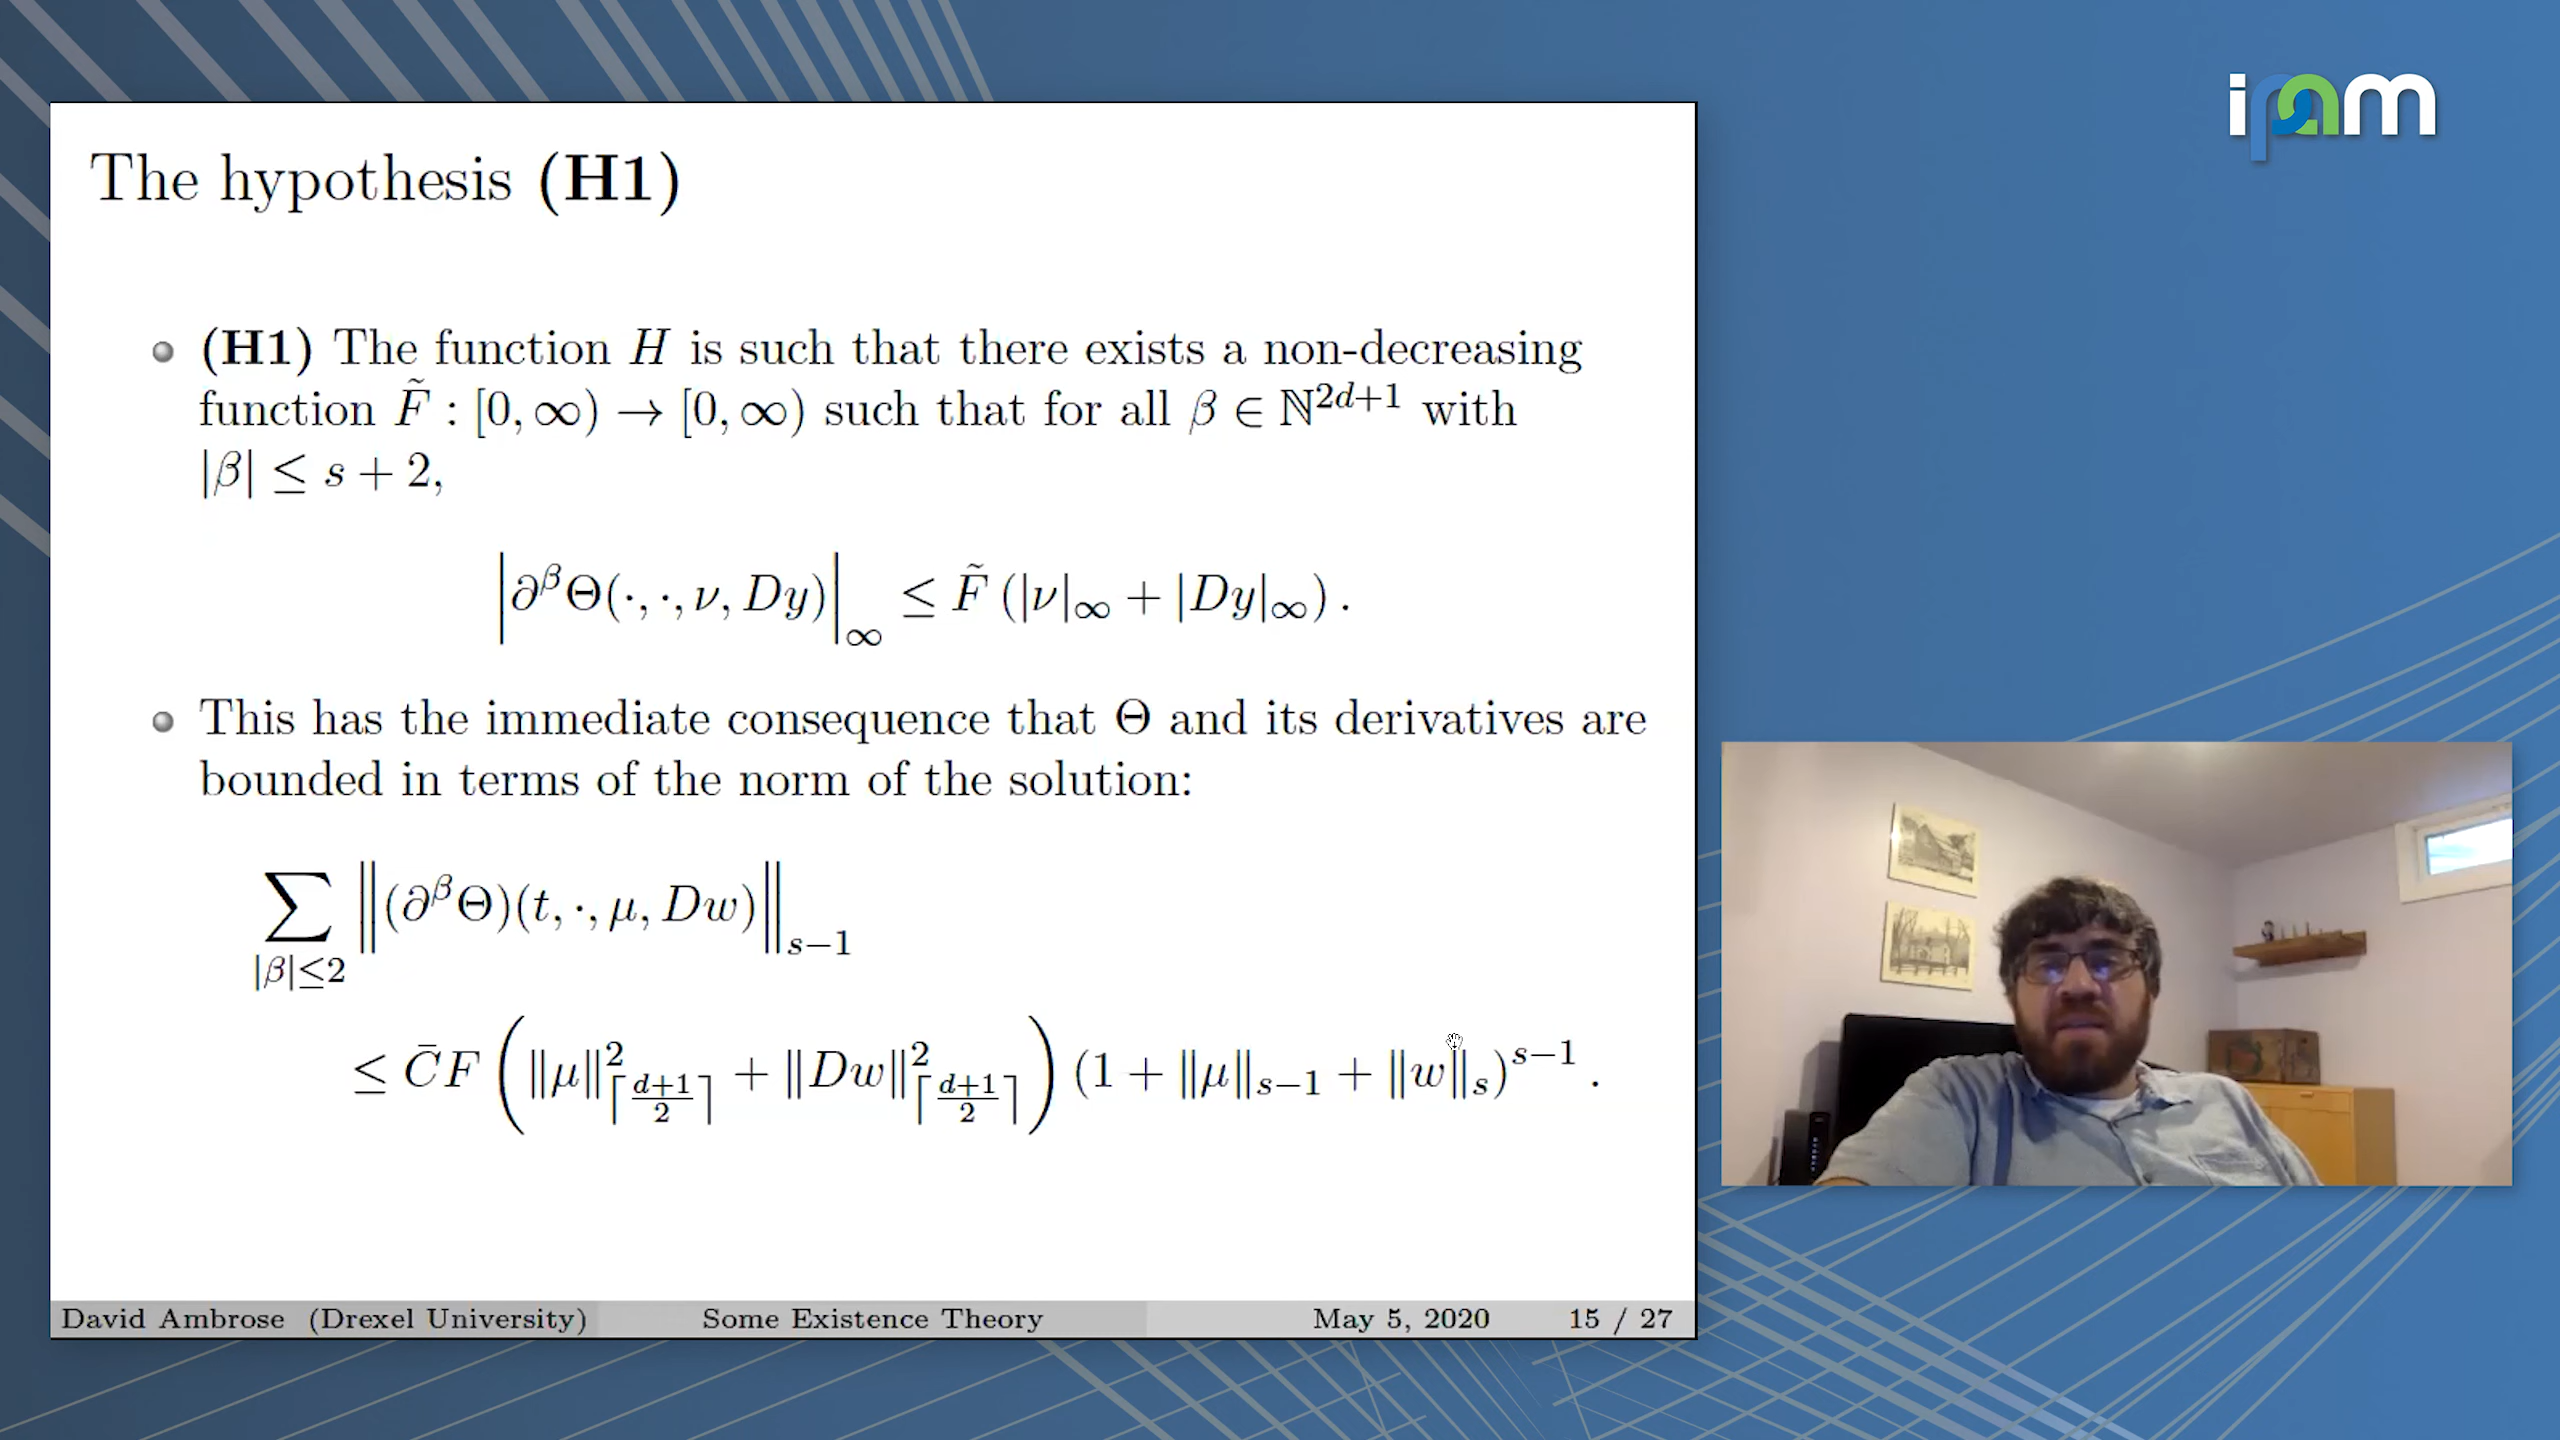 ipam
The hypothesis (H1)
(H1) The function H is such that there exists a non-decreasing
function F̃ : [0, ∞) → [0, ∞) such that for all β ∈ ℕ^{2d+1} with
|β| ≤ s + 2,
|∂^β Θ(·, ·, ν, Dy)|_∞ ≤ F̃ (|ν|_∞ + |Dy|_∞) .
This has the immediate consequence that Θ and its derivatives are
bounded in terms of the norm of the solution:
∑_{|β|≤2} ‖(∂^β Θ)(t, ·, μ, Dw)‖_{s−1}
≤ C̄F (‖μ‖²_{⌈(d+1)/2⌉} + ‖Dw‖²_{⌈(d+1)/2⌉}) (1 + ‖μ‖_{s−1} + ‖w‖_s)^{s−1} .
David Ambrose (Drexel University) Some Existence Theory May 5, 2020 15 / 27